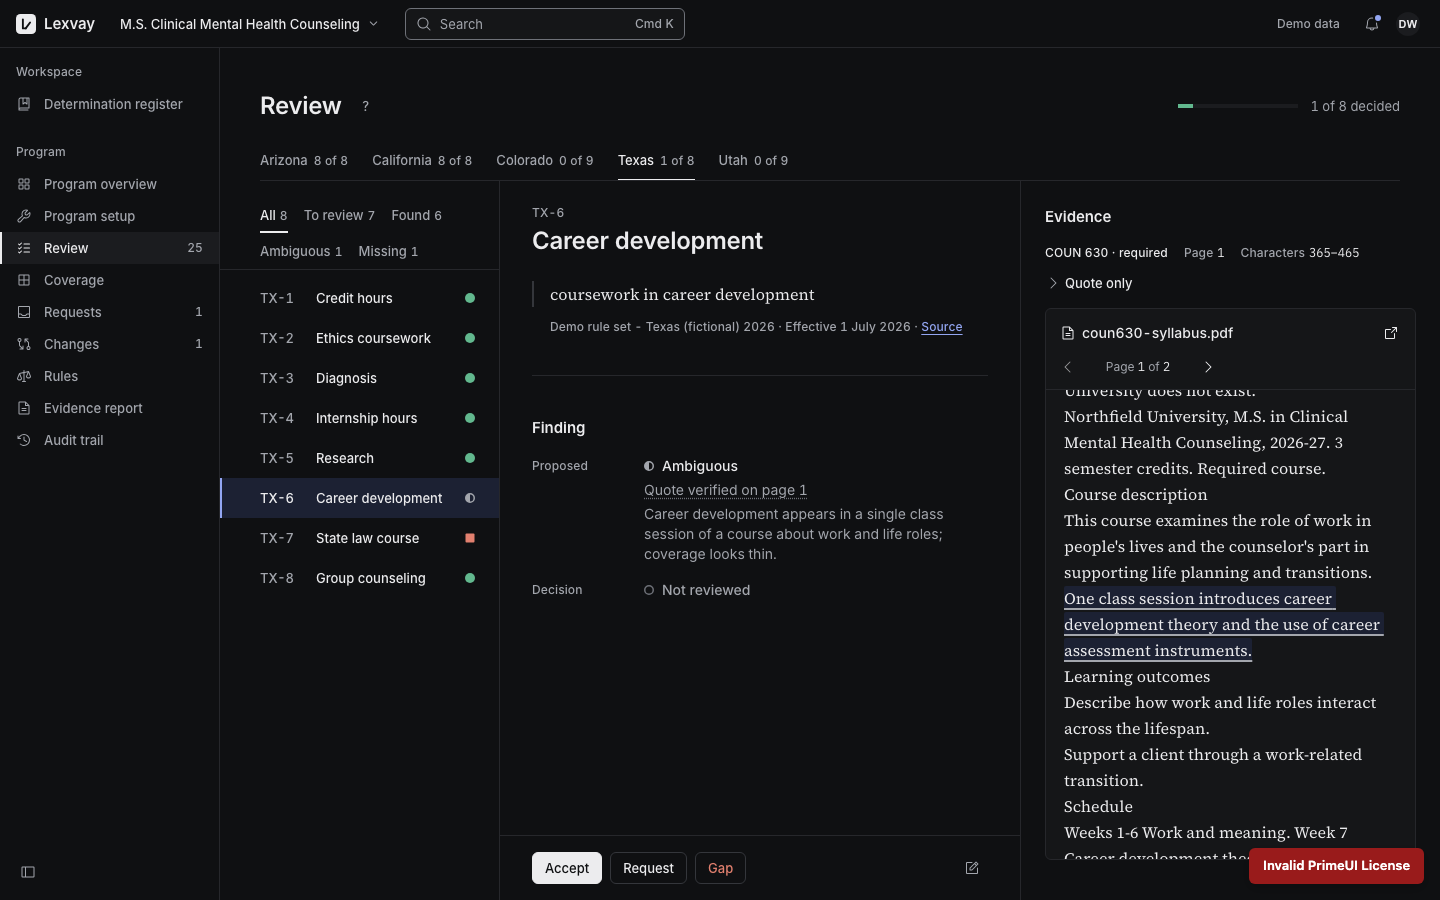 Lexvay
M.S. Clinical Mental Health Counseling
Search
Cmd K
Demo data
DW
Workspace
Determination register
Program
Program overview
Program setup
Review 25
Coverage
Requests 1
Changes 1
Rules
Evidence report
Audit trail
Review ?
1 of 8 decided
Arizona 8 of 8 California 8 of 8 Colorado 0 of 9 Texas 1 of 8 Utah 0 of 9
All 8 To review 7 Found 6
Ambiguous 1 Missing 1
TX-1 Credit hours
TX-2 Ethics coursework
TX-3 Diagnosis
TX-4 Internship hours
TX-5 Research
TX-6 Career development
TX-7 State law course
TX-8 Group counseling
TX-6
Career development
coursework in career development
Demo rule set - Texas (fictional) 2026 · Effective 1 July 2026 · Source
Finding
Proposed
Ambiguous
Quote verified on page 1
Career development appears in a single class
session of a course about work and life roles;
coverage looks thin.
Decision
Not reviewed
Accept
Request
Gap
Evidence
COUN 630 · required Page 1 Characters 365–465
Quote only
coun630-syllabus.pdf
Page 1 of 2
University does not exist.
Northfield University, M.S. in Clinical
Mental Health Counseling, 2026-27. 3
semester credits. Required course.
Course description
This course examines the role of work in
people's lives and the counselor's part in
supporting life planning and transitions.
One class session introduces career
development theory and the use of career
assessment instruments.
Learning outcomes
Describe how work and life roles interact
across the lifespan.
Support a client through a work-related
transition.
Schedule
Weeks 1-6 Work and meaning. Week 7
Career development
Invalid PrimeUI License